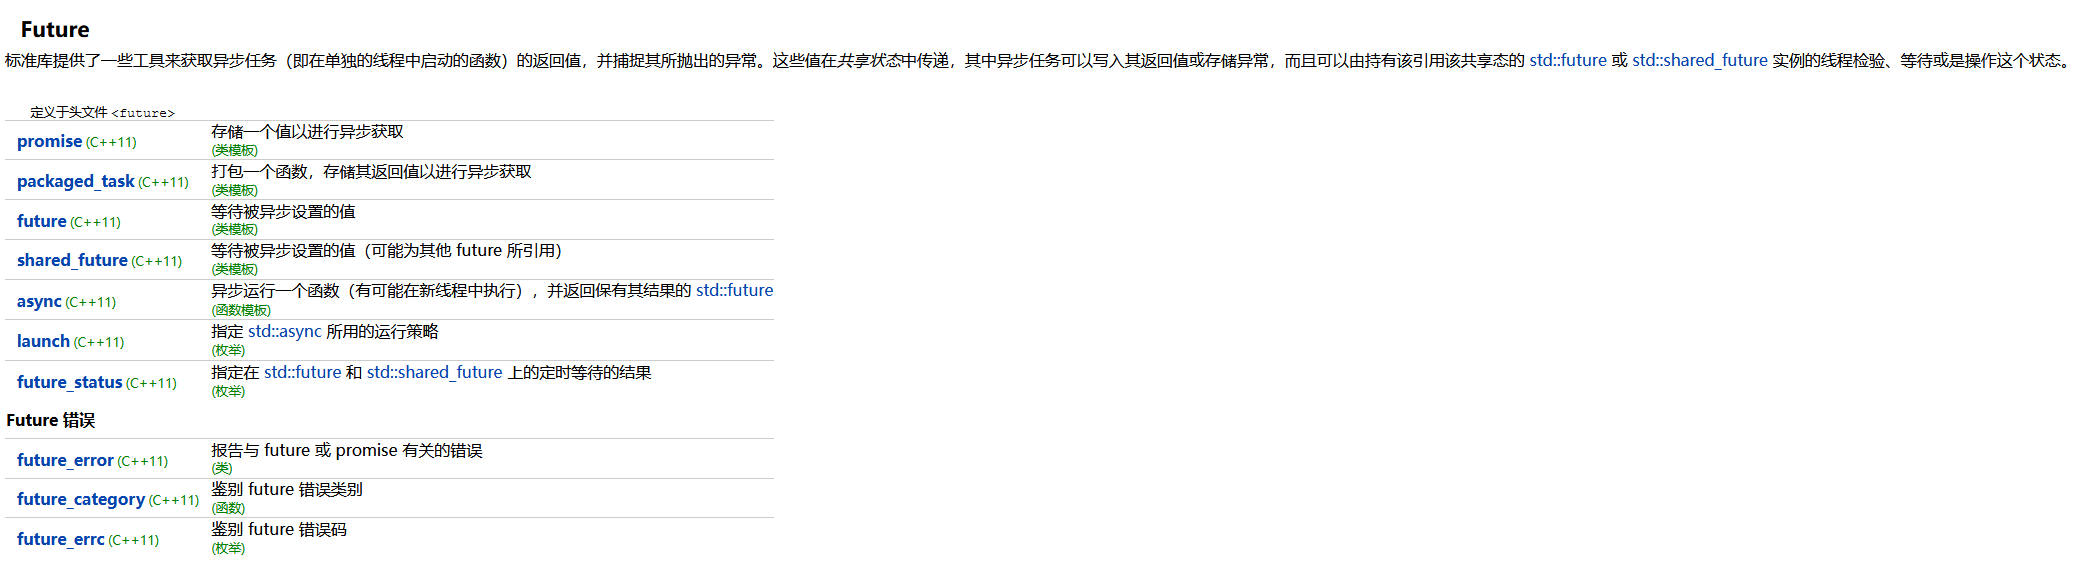 Future
标准库提供了一些工具来获取异步任务（即在单独的线程中启动的函数）的返回值，并捕捉其所抛出的异常。这些值在共享状态中传递，其中异步任务可以写入其返回值或存储异常，而且可以由持有该引用该共享态的 std::future 或 std::shared_future 实例的线程检验、等待或是操作这个状态。
定义于头文件 <future>
promise (C++11) 存储一个值以进行异步获取
(类模板)
packaged_task (C++11) 打包一个函数，存储其返回值以进行异步获取
(类模板)
future (C++11) 等待被异步设置的值
(类模板)
shared_future (C++11) 等待被异步设置的值（可能为其他 future 所引用）
(类模板)
async (C++11) 异步运行一个函数（有可能在新线程中执行），并返回保有其结果的 std::future
(函数模板)
launch (C++11) 指定 std::async 所用的运行策略
(枚举)
future_status (C++11) 指定在 std::future 和 std::shared_future 上的定时等待的结果
(枚举)
Future 错误
future_error (C++11) 报告与 future 或 promise 有关的错误
(类)
future_category (C++11) 鉴别 future 错误类别
(函数)
future_errc (C++11) 鉴别 future 错误码
(枚举)